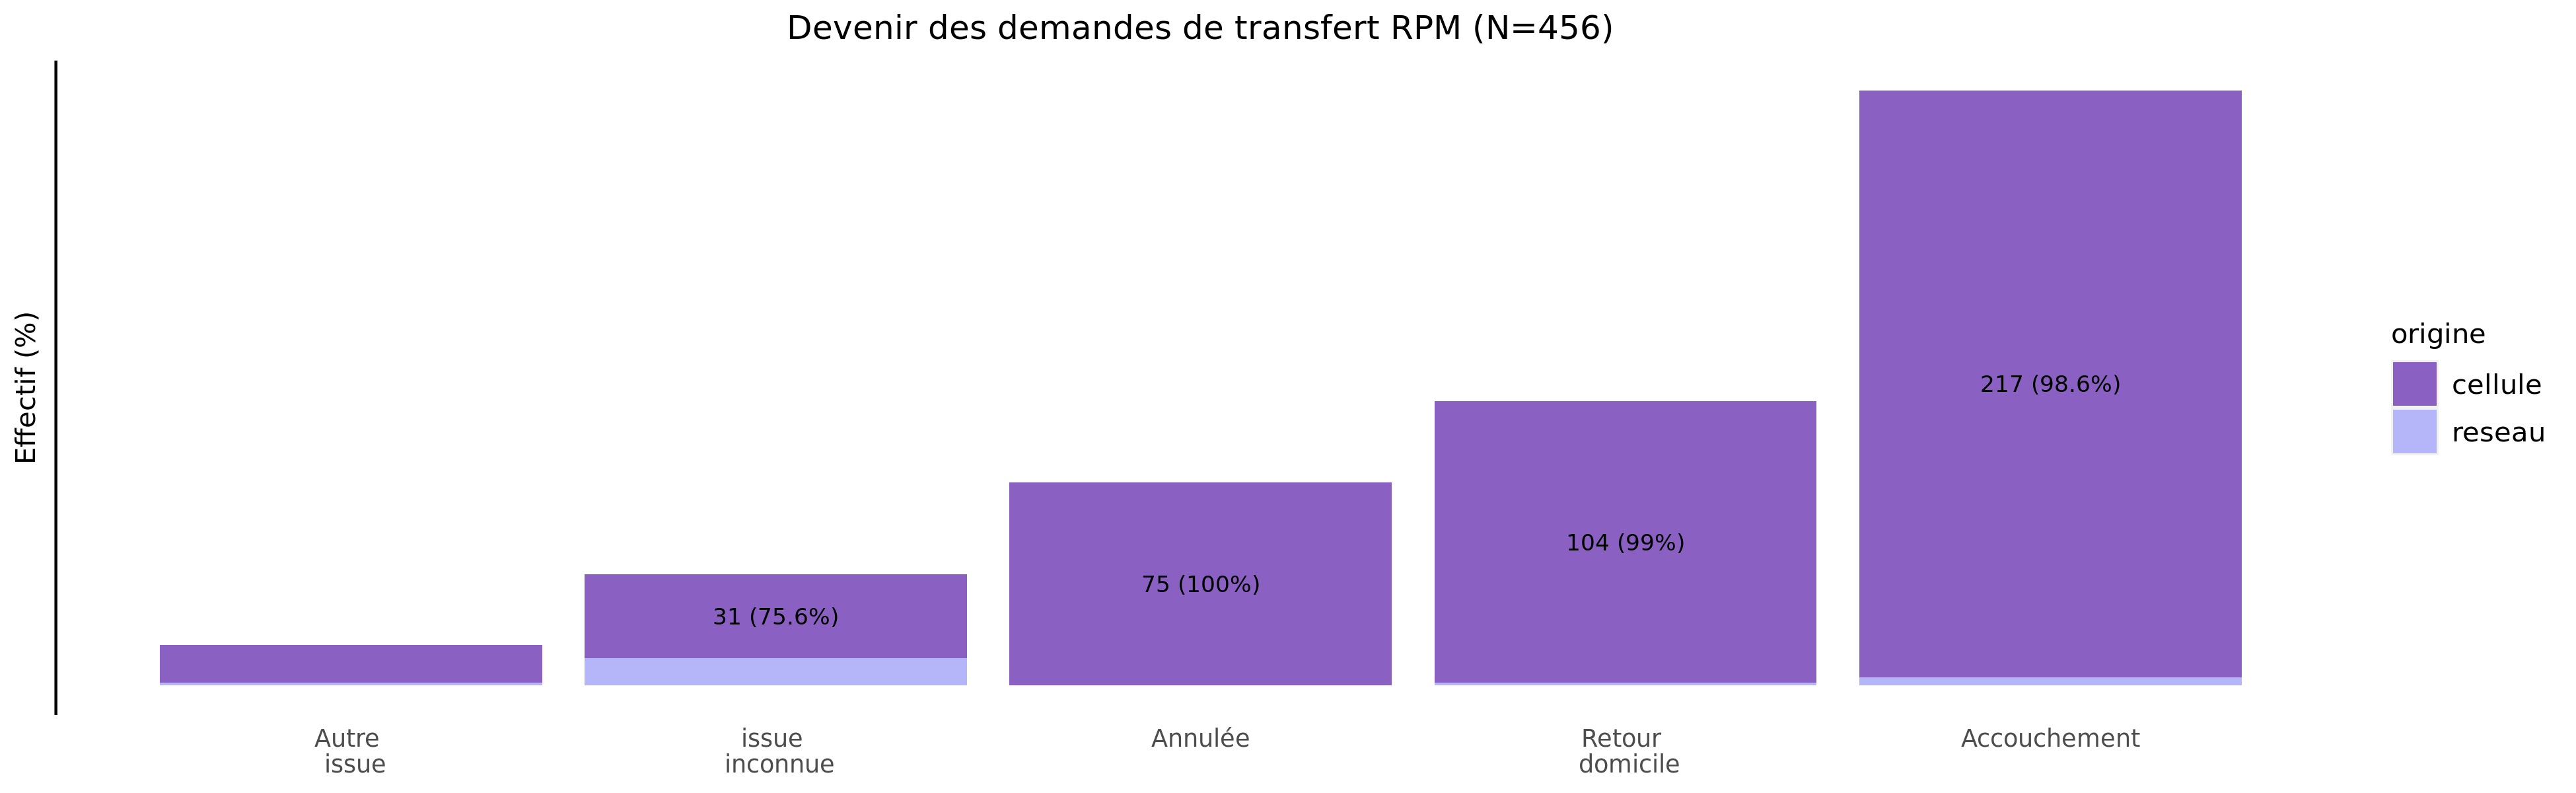 Devenir des demandes de transfert RPM (N=456)
Effectif (%)
217 (98.6%)
104 (99%)
75 (100%)
31 (75.6%)
origine
cellule
reseau
Autre
issue
issue
inconnue
Annulée
Retour
domicile
Accouchement